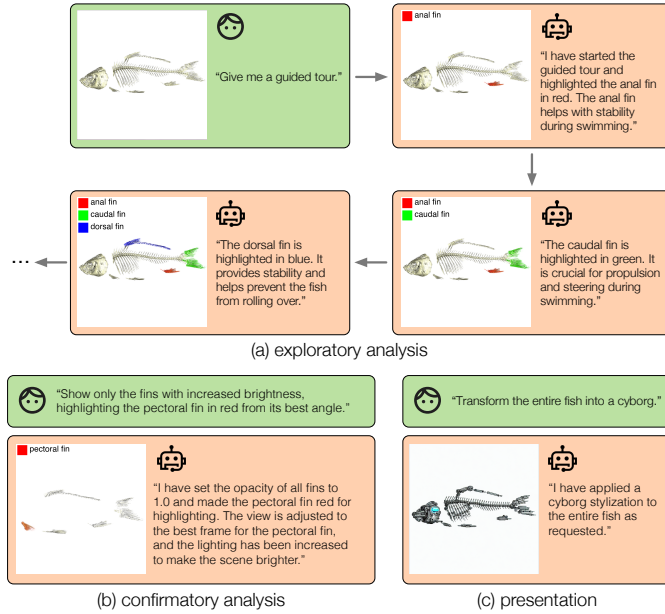 “Give me a guided tour.”
anal fin
“I have started the
guided tour and
highlighted the anal fin
in red. The anal fin
helps with stability
during swimming.”
anal fin
caudal fin
dorsal fin
“The dorsal fin is
highlighted in blue. It
provides stability and
helps prevent the fish
from rolling over.”
...
anal fin
caudal fin
“The caudal fin is
highlighted in green. It
is crucial for propulsion
and steering during
swimming.”
(a) exploratory analysis
“Show only the fins with increased brightness,
highlighting the pectoral fin in red from its best angle.”
pectoral fin
“I have set the opacity of all fins to
1.0 and made the pectoral fin red for
highlighting. The view is adjusted to
the best frame for the pectoral fin,
and the lighting has been increased
to make the scene brighter.”
(b) confirmatory analysis
“Transform the entire fish into a cyborg.”
“I have applied a
cyborg stylization to
the entire fish as
requested.”
(c) presentation